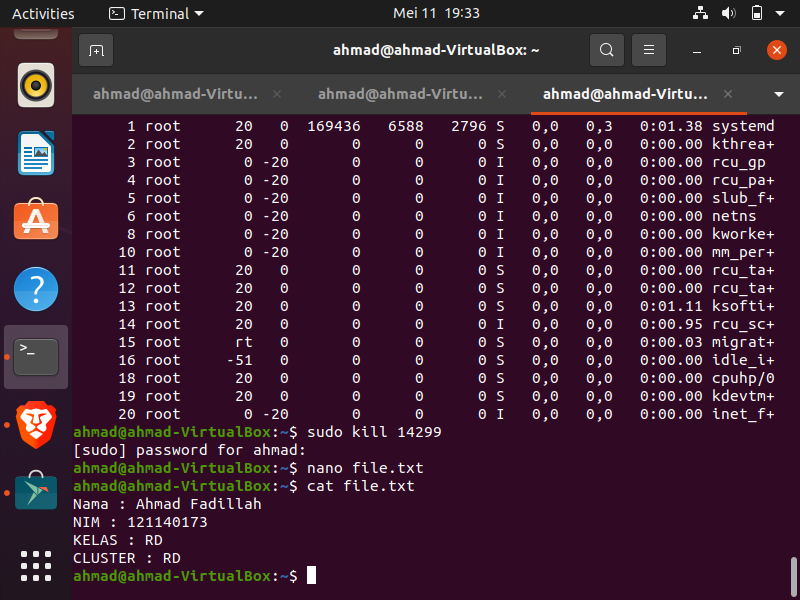 Activities Terminal Mei 11 19:33
ahmad@ahmad-VirtualBox: ~
ahmad@ahmad-Virtu... ahmad@ahmad-Virtu... ahmad@ahmad-Virtu...
1 root 20 0 169436 6588 2796 S 0,0 0,3 0:01.38 systemd
2 root 20 0 0 0 0 S 0,0 0,0 0:00.00 kthrea+
3 root 0 -20 0 0 0 I 0,0 0,0 0:00.00 rcu_gp
4 root 0 -20 0 0 0 I 0,0 0,0 0:00.00 rcu_pa+
5 root 0 -20 0 0 0 I 0,0 0,0 0:00.00 slub_f+
6 root 0 -20 0 0 0 I 0,0 0,0 0:00.00 netns
8 root 0 -20 0 0 0 I 0,0 0,0 0:00.00 kworke+
10 root 0 -20 0 0 0 I 0,0 0,0 0:00.00 mm_per+
11 root 20 0 0 0 0 S 0,0 0,0 0:00.00 rcu_ta+
12 root 20 0 0 0 0 S 0,0 0,0 0:00.00 rcu_ta+
13 root 20 0 0 0 0 S 0,0 0,0 0:01.11 ksofti+
14 root 20 0 0 0 0 I 0,0 0,0 0:00.95 rcu_sc+
15 root rt 0 0 0 0 S 0,0 0,0 0:00.03 migrat+
16 root -51 0 0 0 0 S 0,0 0,0 0:00.00 idle_i+
18 root 20 0 0 0 0 S 0,0 0,0 0:00.00 cpuhp/0
19 root 20 0 0 0 0 S 0,0 0,0 0:00.00 kdevtm+
20 root 0 -20 0 0 0 I 0,0 0,0 0:00.00 inet_f+
ahmad@ahmad-VirtualBox:~$ sudo kill 14299
[sudo] password for ahmad:
ahmad@ahmad-VirtualBox:~$ nano file.txt
ahmad@ahmad-VirtualBox:~$ cat file.txt
Nama : Ahmad Fadillah
NIM : 121140173
KELAS : RD
CLUSTER : RD
ahmad@ahmad-VirtualBox:~$